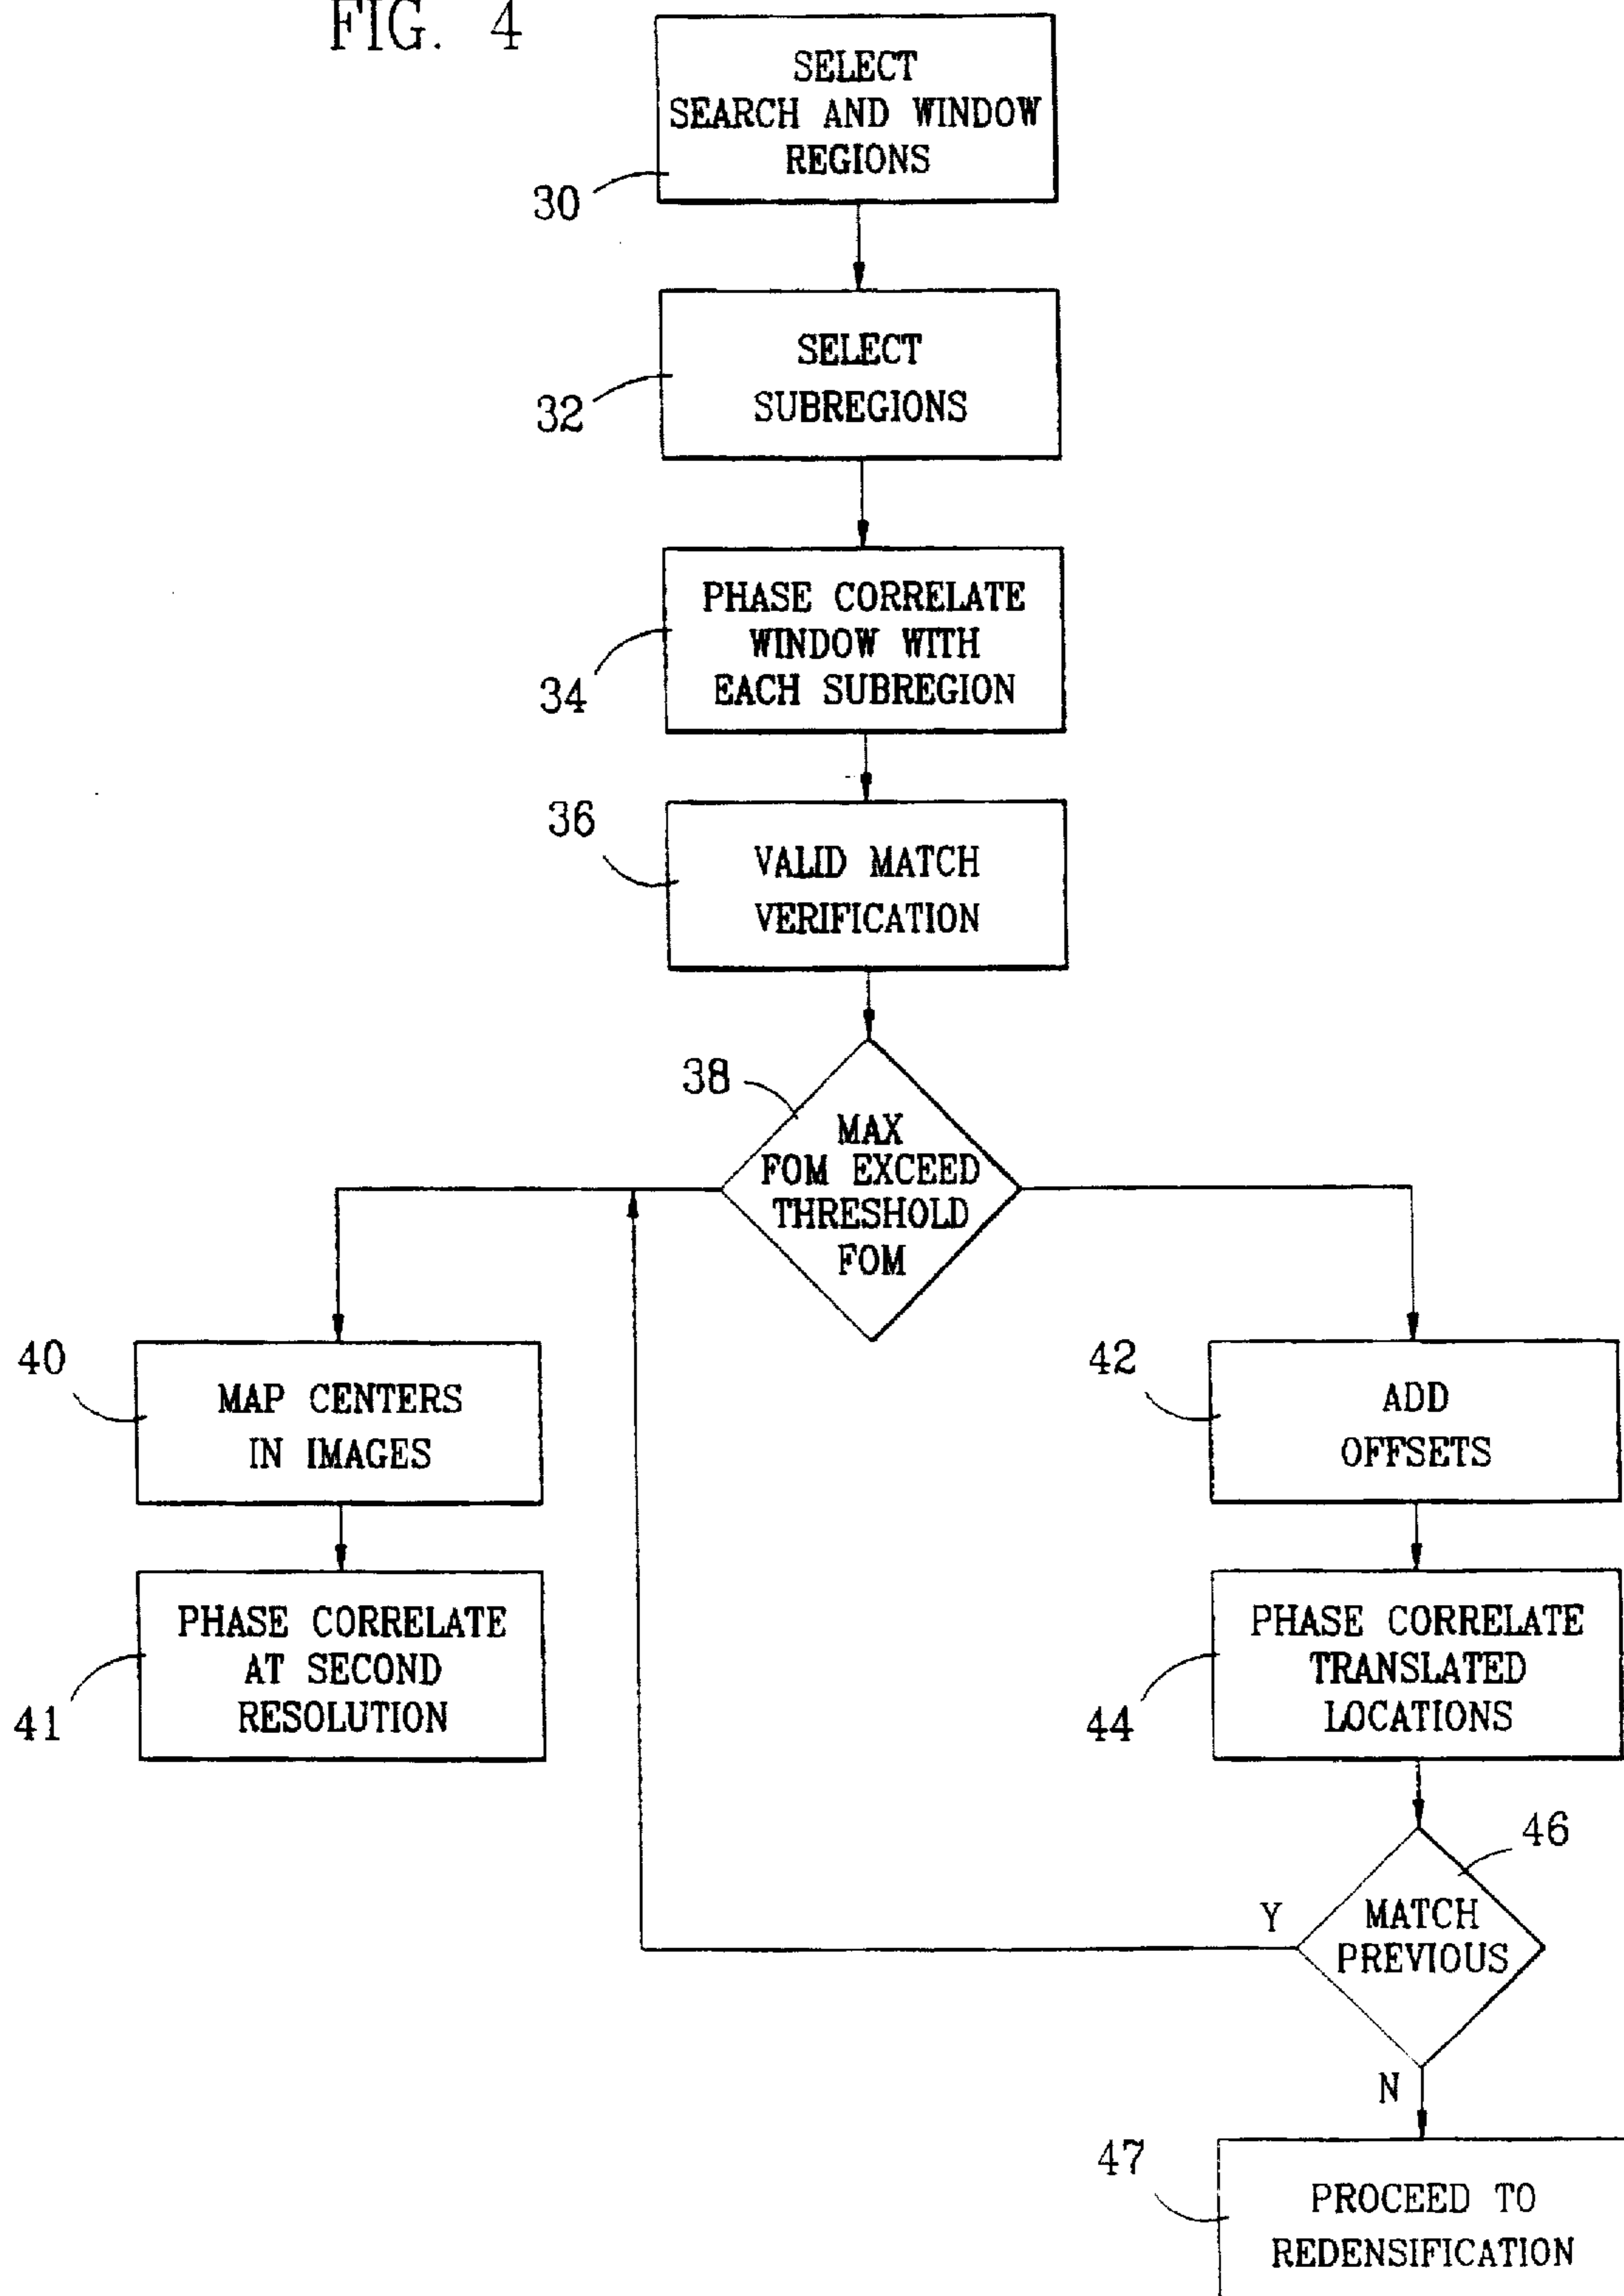 FIG. 4
SELECT
SEARCH AND WINDOW
REGIONS
30
SELECT
SUBREGIONS
32
PHASE CORRELATE
WINDOW WITH
EACH SUBREGION
34
36
VALID MATCH
VERIFICATION
38
MAX
FOM EXCEED
THRESHOLD
FOM
40
MAP CENTERS
IN IMAGES
42
ADD
OFFSETS
PHASE CORRELATE
AT SECOND
RESOLUTION
41
PHASE CORRELATE
TRANSLATED
LOCATIONS
44
46
Y
MATCH
PREVIOUS
N
47
PROCEED TO
REDENSIFICATION